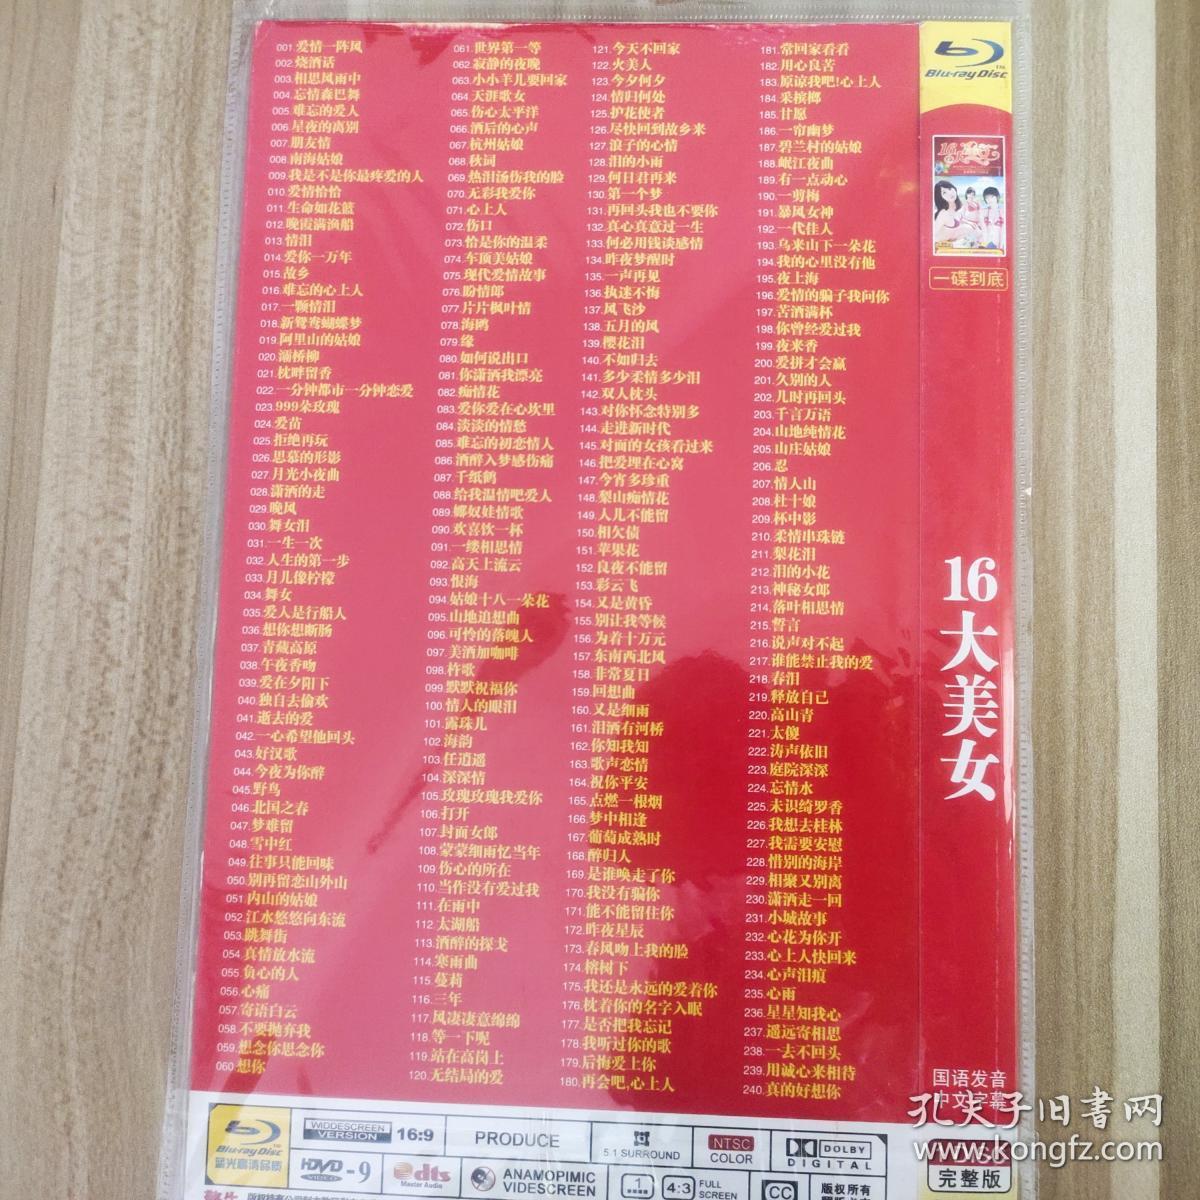 001.爱情一阵风
002.烧酒话
003.相思风雨中
004.忘情森巴舞
005.难忘的爱人
006.星夜的离别
007.朋友情
008.南海姑娘
009.我是不是你最疼爱的人
010.爱情恰恰
011.生命如花篮
012.晚霞满渔船
013.情泪
014.爱你一万年
015.故乡
016.难忘的心上人
017.一颗情泪
018.新鸳鸯蝴蝶梦
019.阿里山的姑娘
020.灞桥柳
021.枕畔留香
022.一分钟都市一分钟恋爱
023.999朵玫瑰
024.爱苗
025.拒绝再玩
026.思慕的形影
027.月光小夜曲
028.潇洒的走
029.晚风
030.舞女泪
031.一生一次
032.人生的第一步
033.月儿像柠檬
034.舞女
035.爱人是行船人
036.想你想断肠
037.青藏高原
038.午夜香吻
039.爱在夕阳下
040.独自去偷欢
041.逝去的爱
042.一心希望他回头
043.好汉歌
044.今夜为你醉
045.野鸟
046.北国之春
047.梦难留
048.雪中红
049.往事只能回味
050.别再留恋山外山
051.内山的姑娘
052.江水悠悠向东流
053.跳舞街
054.真情放水流
055.负心的人
056.心痛
057.寄语白云
058.不要抛弃我
059.想念你思念你
060.想你
061.世界第一等
062.寂静的夜晚
063.小小羊儿要回家
064.天涯歌女
065.伤心太平洋
066.酒后的心声
067.杭州姑娘
068.秋词
069.热泪汤伤我的脸
070.无彩我爱你
071.心上人
072.伤口
073.恰是你的温柔
074.车顶美姑娘
075.现代爱情故事
076.盼情郎
077.片片枫叶情
078.海鸥
079.缘
080.如何说出口
081.你潇洒我漂亮
082.痴情花
083.爱你爱在心坎里
084.淡淡的情愁
085.难忘的初恋情人
086.酒醉入梦感伤痛
087.千纸鹤
088.给我温情吧爱人
089.娜奴娃情歌
090.欢喜饮一杯
091.一缕相思情
092.高天上流云
093.恨海
094.姑娘十八一朵花
095.山地追想曲
096.可怜的落魄人
097.美酒加咖啡
098.杵歌
099.默默祝福你
100.情人的眼泪
101.露珠儿
102.海韵
103.任逍遥
104.深深情
105.玫瑰玫瑰我爱你
106.打开
107.封面女郎
108.蒙蒙细雨忆当年
109.伤心的所在
110.当作没有爱过我
111.在雨中
112.太湖船
113.酒醉的探戈
114.寒雨曲
115.蔓莉
116.三年
117.风凄凄意绵绵
118.等一下呢
119.站在高岗上
120.无结局的爱
121.今天不回家
122.火美人
123.今夕何夕
124.情归何处
125.护花使者
126.尽快回到故乡来
127.浪子的心情
128.泪的小雨
129.何日君再来
130.第一个梦
131.再回头我也不要你
132.真心真意过一生
133.何必用钱谈感情
134.昨夜梦醒时
135.一声再见
136.执迷不悔
137.风飞沙
138.五月的风
139.樱花泪
140.不如归去
141.多少柔情多少泪
142.双人枕头
143.对你怀念特别多
144.走进新时代
145.对面的女孩看过来
146.把爱埋在心窝
147.今宵多珍重
148.梨山痴情花
149.人儿不能留
150.相欠债
151.苹果花
152.良夜不能留
153.彩云飞
154.又是黄昏
155.别让我等候
156.为着十万元
157.东南西北风
158.非常夏日
159.回想曲
160.又是细雨
161.泪洒有河桥
162.你知我知
163.歌声恋情
164.祝你平安
165.点燃一根烟
166.梦中相逢
167.葡萄成熟时
168.醉归人
169.是谁唤走了你
170.我没有骗你
171.能不能留住你
172.昨夜星辰
173.春风吻上我的脸
174.榕树下
175.我还是永远的爱着你
176.枕着你的名字入眠
177.是否把我忘记
178.我听过你的歌
179.后悔爱上你
180.再会吧,心上人
181.常回家看看
182.用心良苦
183.原谅我吧!心上人
184.采槟榔
185.甘愿
186.一帘幽梦
187.碧兰村的姑娘
188.岷江夜曲
189.有一点动心
190.一剪梅
191.暴风女神
192.一代佳人
193.乌来山下一朵花
194.我的心里没有他
195.夜上海
196.爱情的骗子我问你
197.苦酒满杯
198.你曾经爱过我
199.夜来香
200.爱拼才会赢
201.久别的人
202.几时再回头
203.千言万语
204.山地纯情花
205.山庄姑娘
206.忍
207.情人山
208.杜十娘
209.杯中影
210.柔情串珠链
211.梨花泪
212.泪的小花
213.神秘女郎
214.落叶相思情
215.誓言
216.说声对不起
217.谁能禁止我的爱
218.春泪
219.释放自己
220.高山青
221.太傻
222.涛声依旧
223.庭院深深
224.忘情水
225.未识绮罗香
226.我想去桂林
227.我需要安慰
228.惜别的海岸
229.相聚又别离
230.潇洒走一回
231.小城故事
232.心花为你开
233.心上人快回来
234.心声泪痕
235.心雨
236.星星知我心
237.遥远寄相思
238.一去不回头
239.用诚心来相待
240.真的好想你
Blu-ray Disc
一碟到底
16大美女
国语发音
中文字幕
完整版
Blu-ray Disc
蓝光高清品质
WIDDESCREEN VERSION 16:9
PRODUCE
5.1 SURROUND
NTSC COLOR
DOLBY DIGITAL
HDVD-9
dts Master Audio
ANAMOPIMIC VIDESCREEN
1
4:3 FULL SCREEN
CC
版权所有
孔夫子旧书网
www.kongfz.com